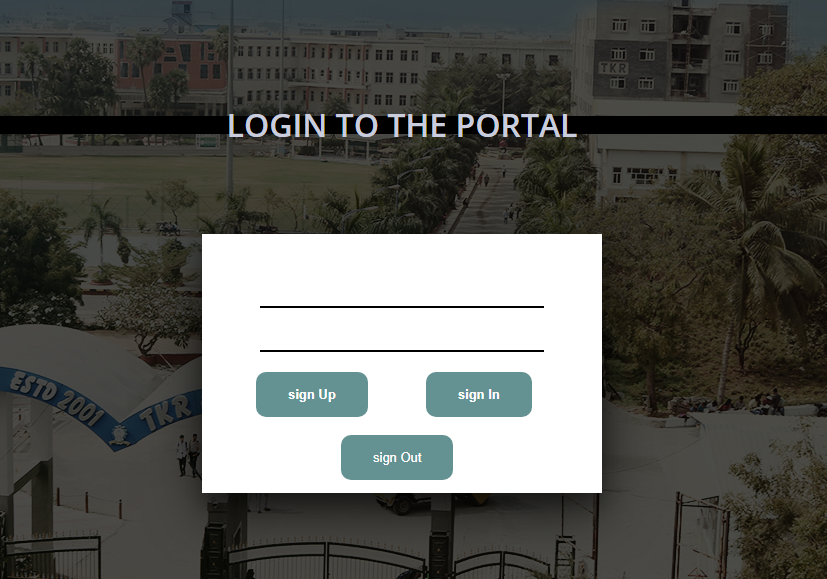 TKR
LOGIN TO THE PORTAL
ESTD 2001
TKR
sign Up
sign In
sign Out